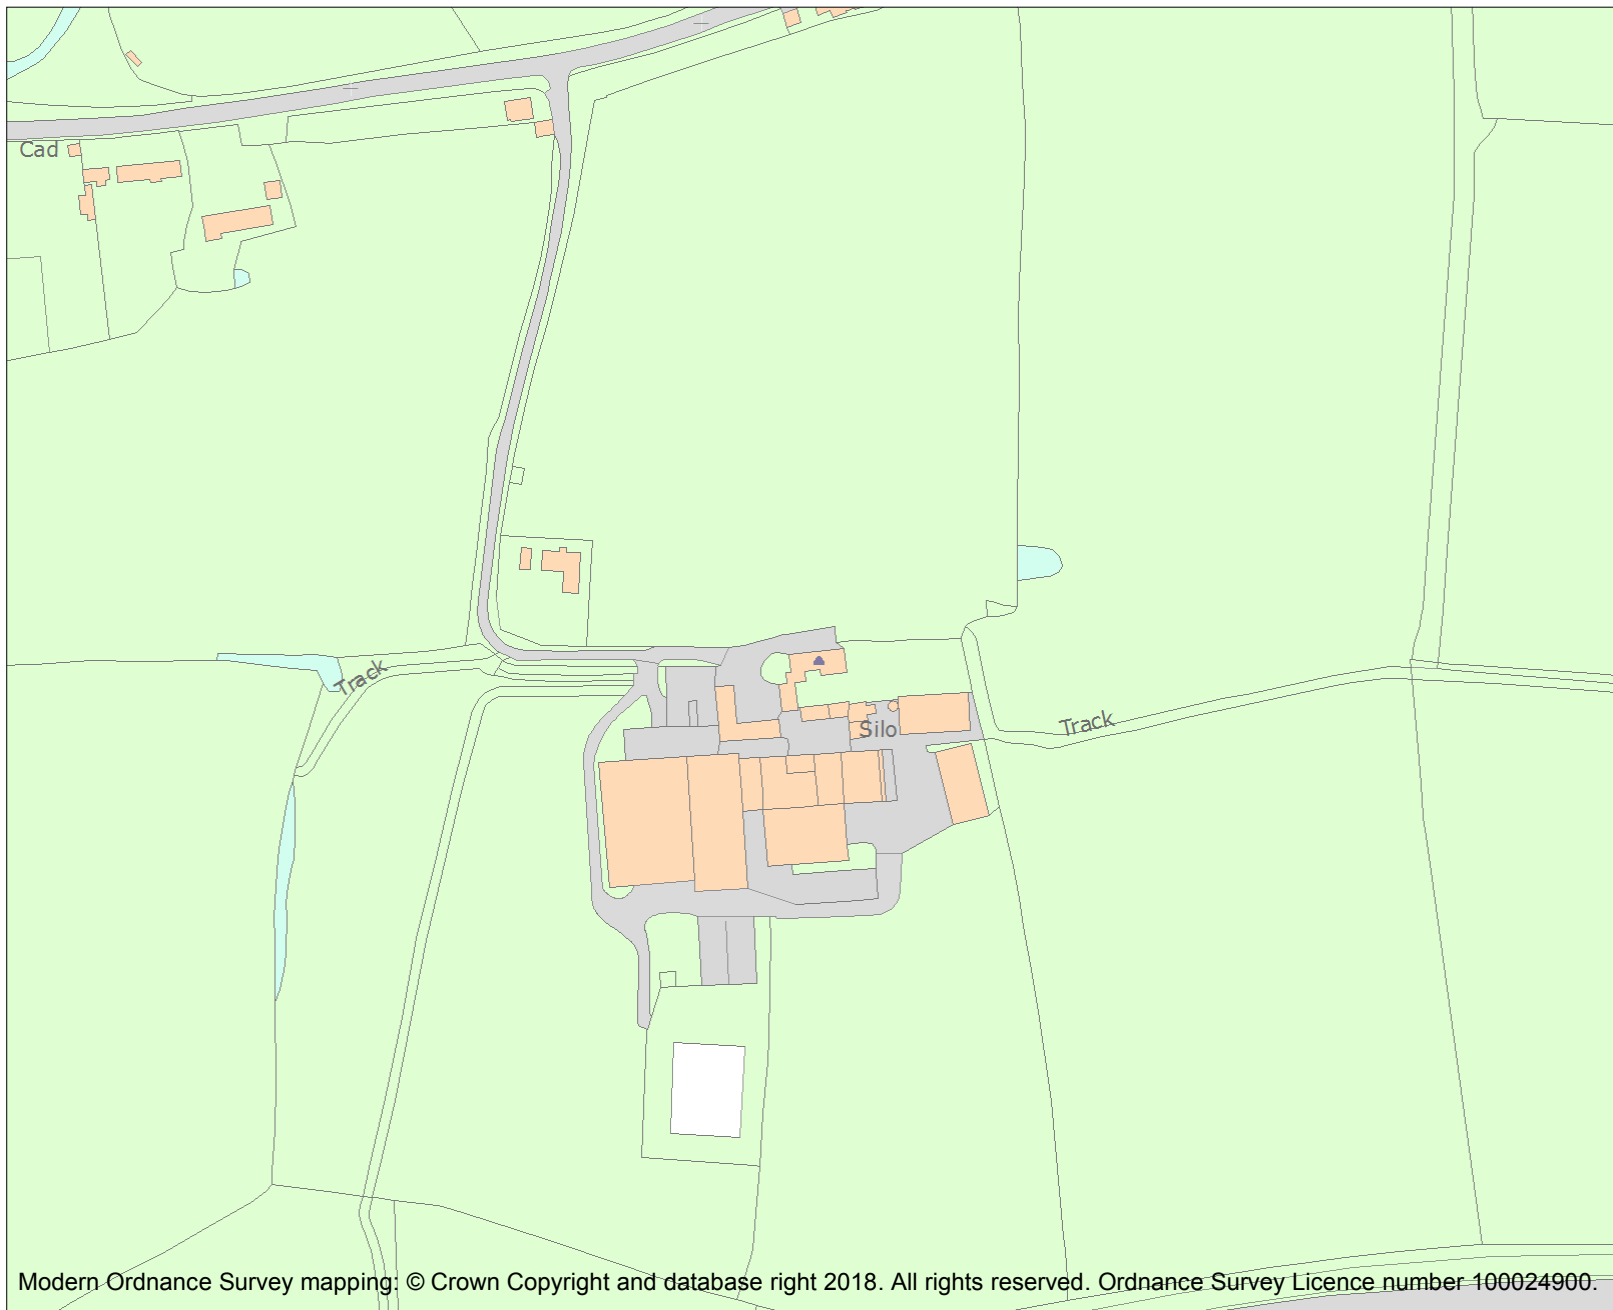 Cad
Track
Track
Silo
Modern Ordnance Survey mapping: © Crown Copyright and database right 2018. All rights reserved. Ordnance Survey Licence number 100024900.